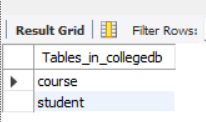 Result Grid Filter Rows:
Tables_in_collegedb
course
student